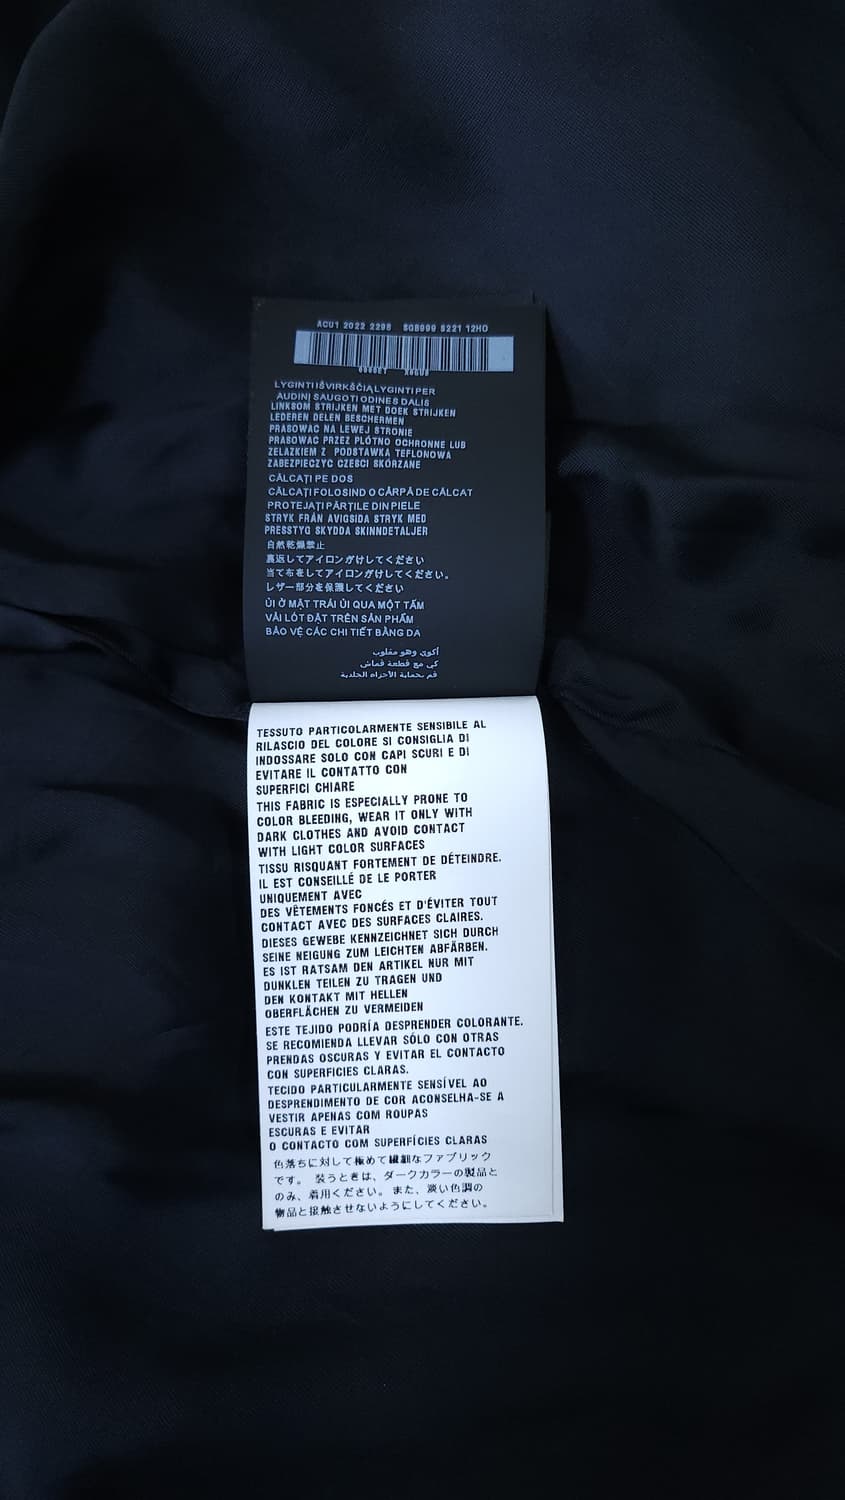 ACU1 2022 2298 SGB999 S221 12HO
LYGINTI IŠVIRKŠČIĄ LYGINTI PER
AUDINĮ SAUGOTI ODINES DALIS
LINKSOM STRIJKEN MET DOEK STRIJKEN
LEDEREN DELEN BESCHERMEN
PRASOWAC NA LEWEJ STRONIE
PRASOWAC PRZEZ PLÓTNO OCHRONNE LUB
ZELAZKIEM Z PODSTAWKA TEFLONOWA
ZABEZPIECZYC CZESCI SKÓRZANE
CĂLCAȚI PE DOS
CĂLCAȚI FOLOSIND O CÂRPĂ DE CĂLCAT
PROTEJAȚI PĂRȚILE DIN PIELE
STRYK FRÅN AVIGSIDA STRYK MED
PRESSTYG SKYDDA SKINNDETALJER
自然乾燥禁止
裏返してアイロンがけしてください
当て布をしてアイロンがけしてください。
レザー部分を保護してください
ỦI Ở MẶT TRÁI ỦI QUA MỘT TẤM
VẢI LÓT ĐẶT TRÊN SẢN PHẨM
BẢO VỆ CÁC CHI TIẾT BẰNG DA
أكوي وهو مقلوب
كي مع قطعة قماش
قم بحماية الأجزاء الجلدية
TESSUTO PARTICOLARMENTE SENSIBILE AL
RILASCIO DEL COLORE SI CONSIGLIA DI
INDOSSARE SOLO CON CAPI SCURI E DI
EVITARE IL CONTATTO CON
SUPERFICI CHIARE
THIS FABRIC IS ESPECIALLY PRONE TO
COLOR BLEEDING, WEAR IT ONLY WITH
DARK CLOTHES AND AVOID CONTACT
WITH LIGHT COLOR SURFACES
TISSU RISQUANT FORTEMENT DE DÉTEINDRE.
IL EST CONSEILLÉ DE LE PORTER
UNIQUEMENT AVEC
DES VÊTEMENTS FONCÉS ET D'ÉVITER TOUT
CONTACT AVEC DES SURFACES CLAIRES.
DIESES GEWEBE KENNZEICHNET SICH DURCH
SEINE NEIGUNG ZUM LEICHTEN ABFÄRBEN.
ES IST RATSAM DEN ARTIKEL NUR MIT
DUNKLEN TEILEN ZU TRAGEN UND
DEN KONTAKT MIT HELLEN
OBERFLÄCHEN ZU VERMEIDEN
ESTE TEJIDO PODRÍA DESPRENDER COLORANTE.
SE RECOMIENDA LLEVAR SÓLO CON OTRAS
PRENDAS OSCURAS Y EVITAR EL CONTACTO
CON SUPERFICIES CLARAS.
TECIDO PARTICULARMENTE SENSÍVEL AO
DESPRENDIMENTO DE COR ACONSELHA-SE A
VESTIR APENAS COM ROUPAS
ESCURAS E EVITAR
O CONTACTO COM SUPERFÍCIES CLARAS
色落ちに対して極めて繊細なファブリック
です。 装うときは、ダークカラーの製品と
のみ、着用ください。 また、淡い色調の
物品と接触させないようにしてください。